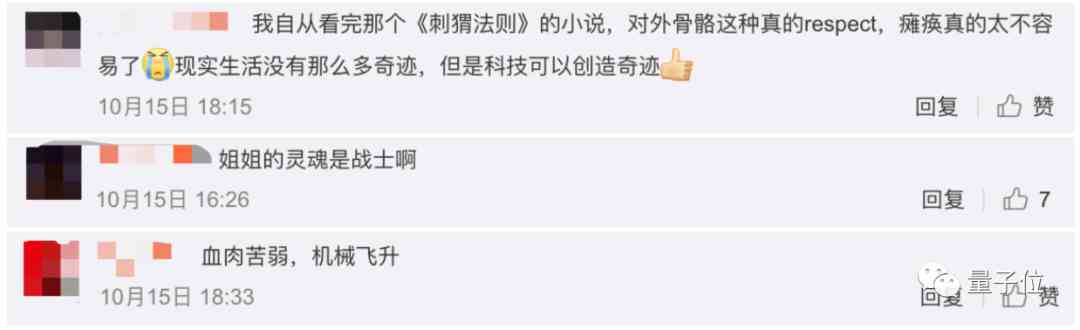 我自从看完那个《刺猬法则》的小说，对外骨骼这种真的respect，瘫痪真的太不容
易了😭现实生活没有那么多奇迹，但是科技可以创造奇迹👍
10月15日 18:15 回复 赞
姐姐的灵魂是战士啊
10月15日 16:26 回复 7
血肉苦弱，机械飞升
10月15日 18:33 回复 赞
量子位